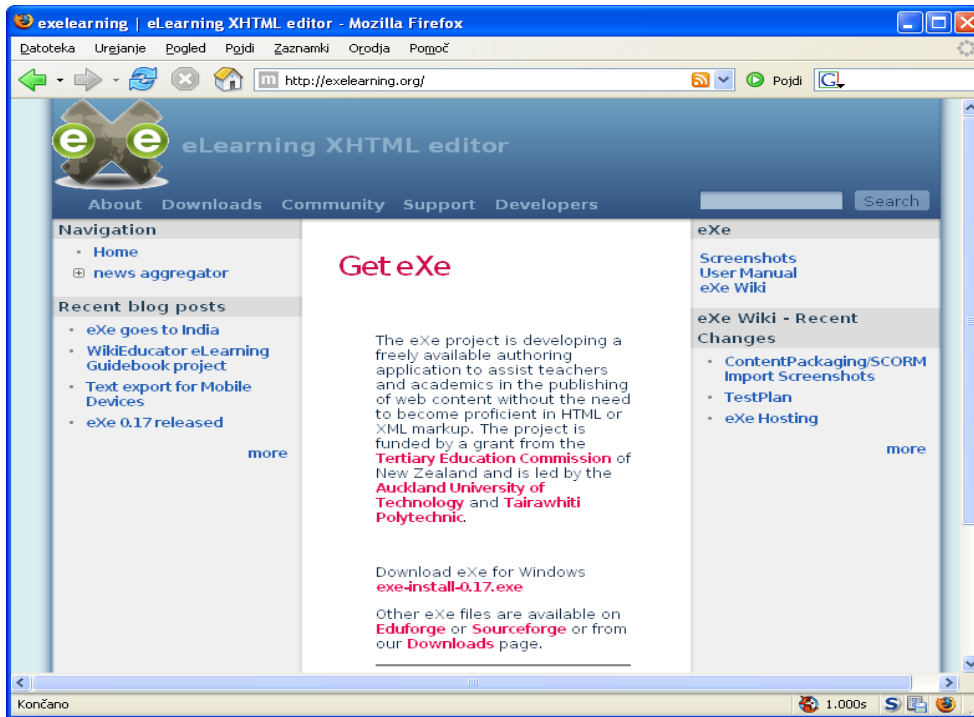 exelearning | eLearning XHTML editor - Mozilla Firefox
Datoteka Urejanje Pogled Pojdi Zaznamki Orodja Pomoč
http://exelearning.org/ Pojdi
eLearning XHTML editor
About Downloads Community Support Developers Search
Navigation
Home
news aggregator
Recent blog posts
eXe goes to India
WikiEducator eLearning
Guidebook project
Text export for Mobile
Devices
eXe 0.17 released
more
Get eXe
The eXe project is developing a
freely available authoring
application to assist teachers
and academics in the publishing
of web content without the need
to become proficient in HTML or
XML markup. The project is
funded by a grant from the
Tertiary Education Commission of
New Zealand and is led by the
Auckland University of
Technology and Tairawhiti
Polytechnic.
Download eXe for Windows
exe-install-0.17.exe
Other eXe files are available on
Eduforge or Sourceforge or from
our Downloads page.
eXe
Screenshots
User Manual
eXe Wiki
eXe Wiki - Recent
Changes
ContentPackaging/SCORM
Import Screenshots
TestPlan
eXe Hosting
more
Končano 1.000s